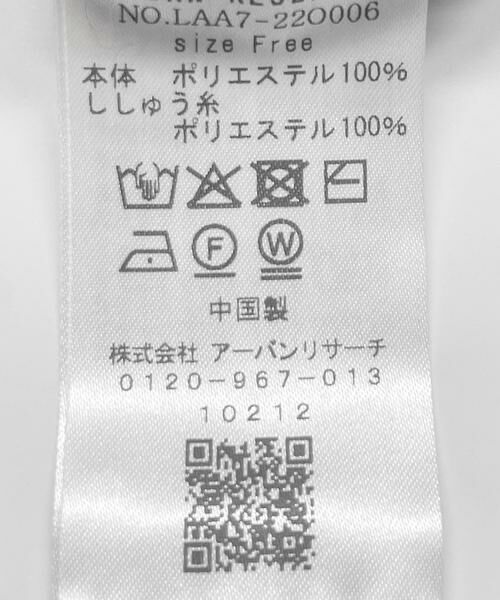 NO.LAA7-220006
size Free
本体 ポリエステル100%
ししゅう糸
ポリエステル100%
F W
中国製
株式会社 アーバンリサーチ
0120-967-013
10212